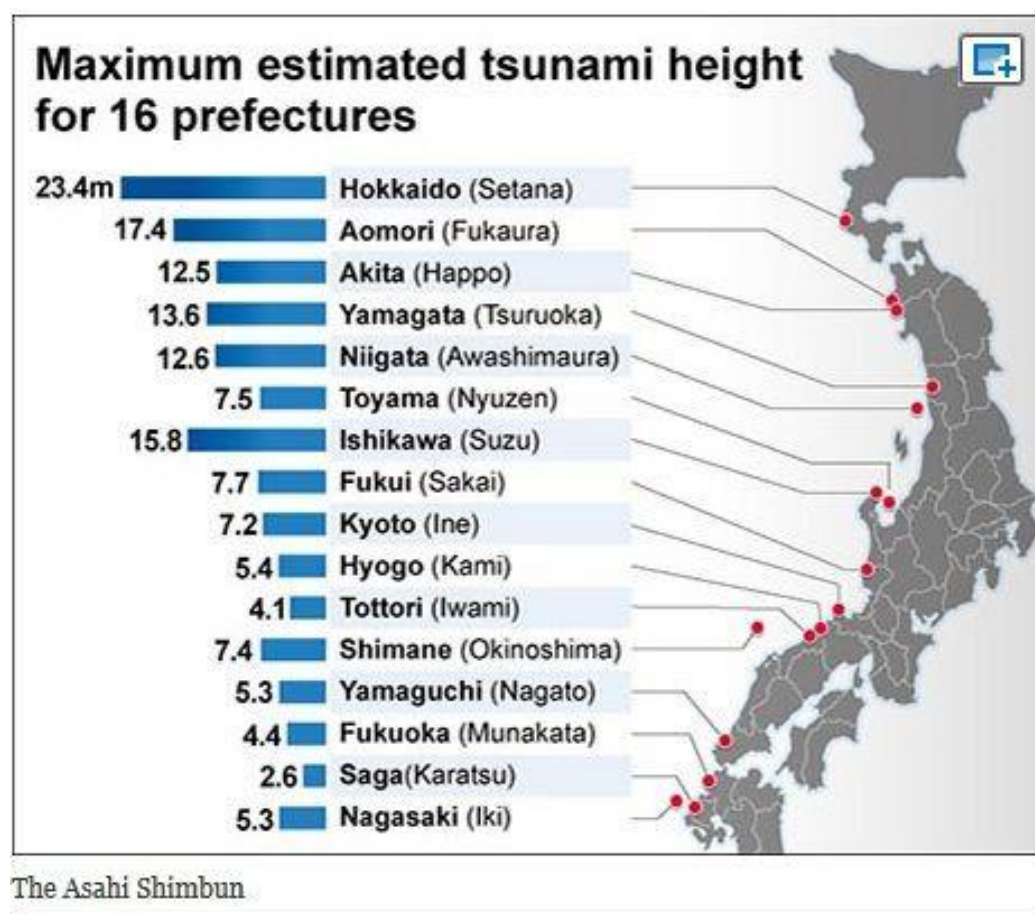 Maximum estimated tsunami height
for 16 prefectures
23.4m Hokkaido (Setana)
17.4 Aomori (Fukaura)
12.5 Akita (Happo)
13.6 Yamagata (Tsuruoka)
12.6 Niigata (Awashimaura)
7.5 Toyama (Nyuzen)
15.8 Ishikawa (Suzu)
7.7 Fukui (Sakai)
7.2 Kyoto (Ine)
5.4 Hyogo (Kami)
4.1 Tottori (Iwami)
7.4 Shimane (Okinoshima)
5.3 Yamaguchi (Nagato)
4.4 Fukuoka (Munakata)
2.6 Saga(Karatsu)
5.3 Nagasaki (Iki)
The Asahi Shimbun